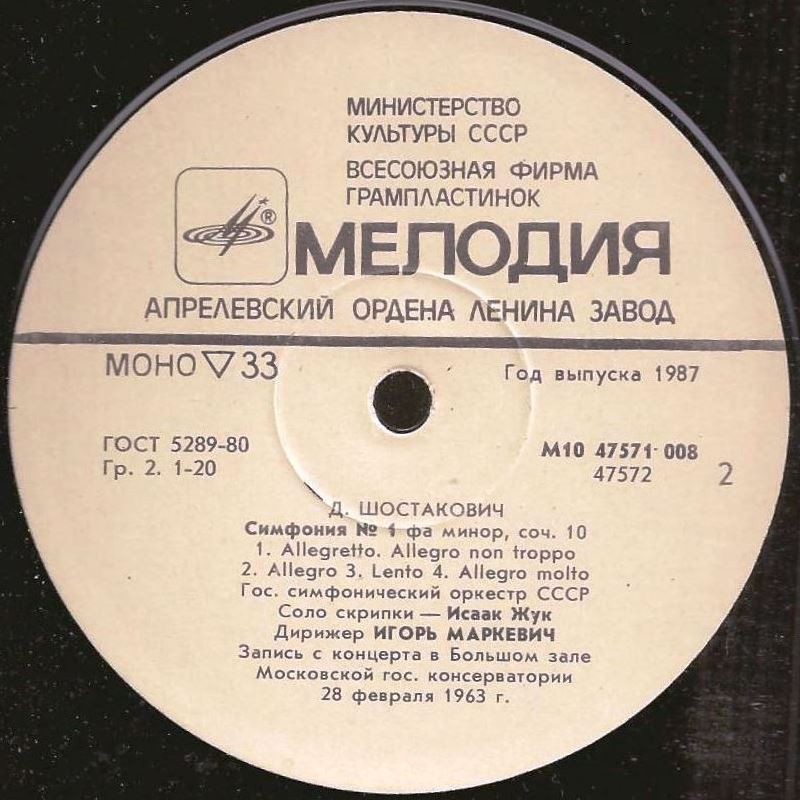 МИНИСТЕРСТВО
КУЛЬТУРЫ СССР
ВСЕСОЮЗНАЯ ФИРМА
ГРАМПЛАСТИНОК
®
МЕЛОДИЯ
АПРЕЛЕВСКИЙ ОРДЕНА ЛЕНИНА ЗАВОД
МОНО ▽ 33
Год выпуска 1987
ГОСТ 5289-80
Гр. 2. 1-20
М10 47571 008
47572
2
Д. ШОСТАКОВИЧ
Симфония № 1 фа минор, соч. 10
1. Allegretto. Allegro non troppo
2. Allegro 3. Lento 4. Allegro molto
Гос. симфонический оркестр СССР
Соло скрипки — Исаак Жук
Дирижер ИГОРЬ МАРКЕВИЧ
Запись с концерта в Большом зале
Московской гос. консерватории
28 февраля 1963 г.